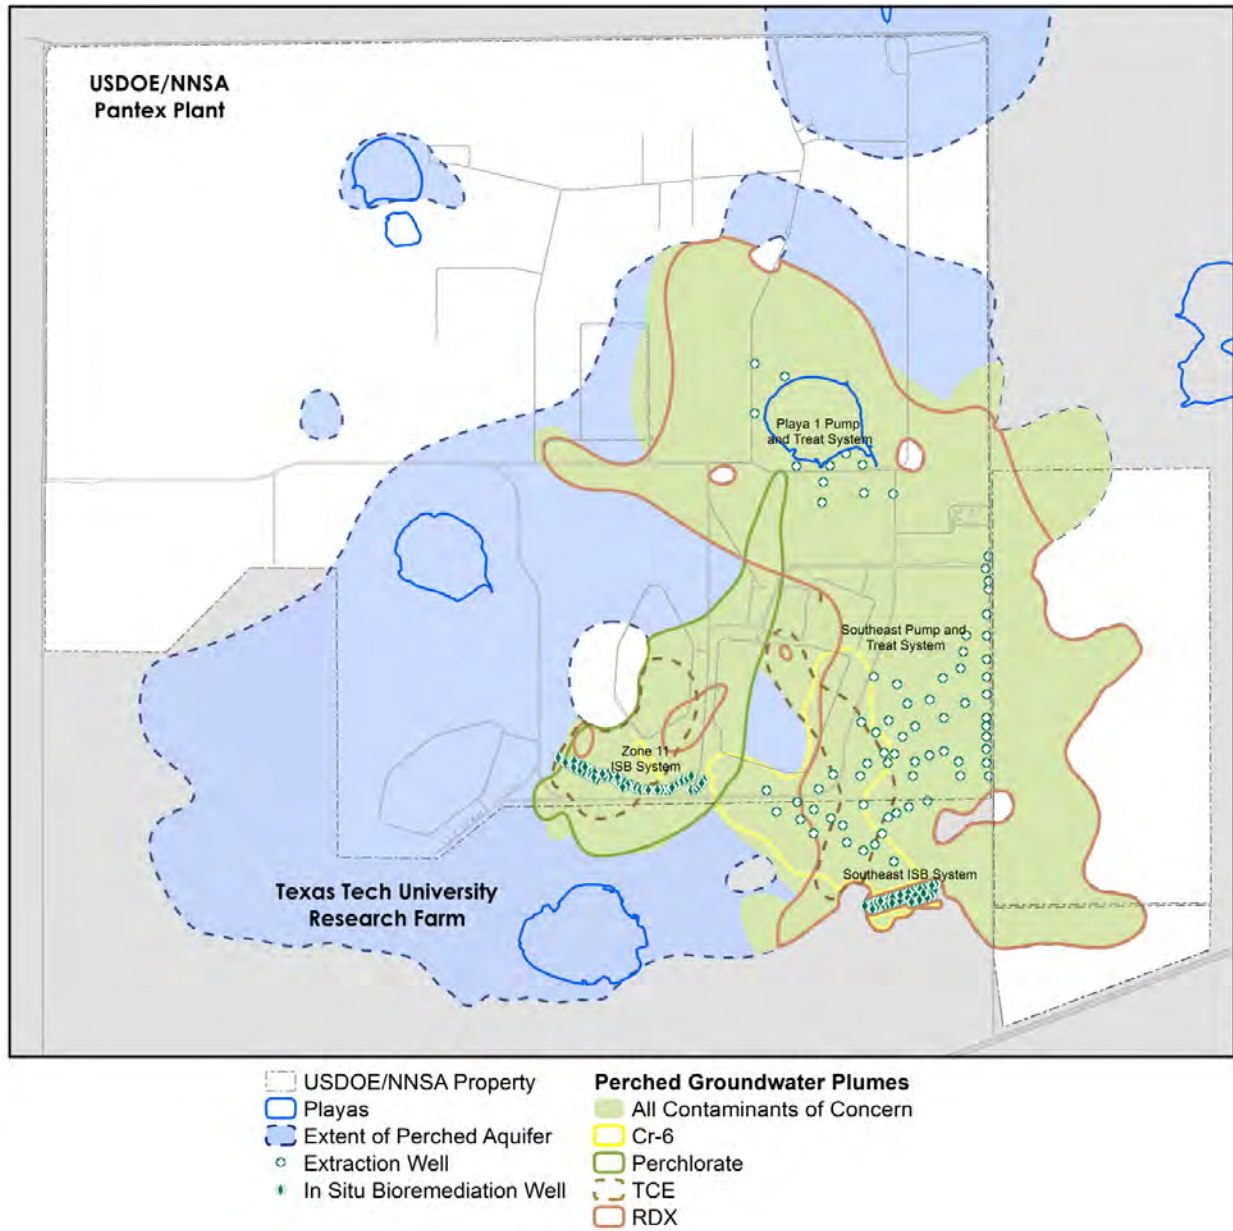 USDOE/NNSA
Pantex Plant
Playa 1 Pump
and Treat System
Southeast Pump and
Treat System
Zone 11
ISB System
Southeast ISB System
Texas Tech University
Research Farm
USDOE/NNSA Property
Playas
Extent of Perched Aquifer
Extraction Well
In Situ Bioremediation Well
Perched Groundwater Plumes
All Contaminants of Concern
Cr-6
Perchlorate
TCE
RDX